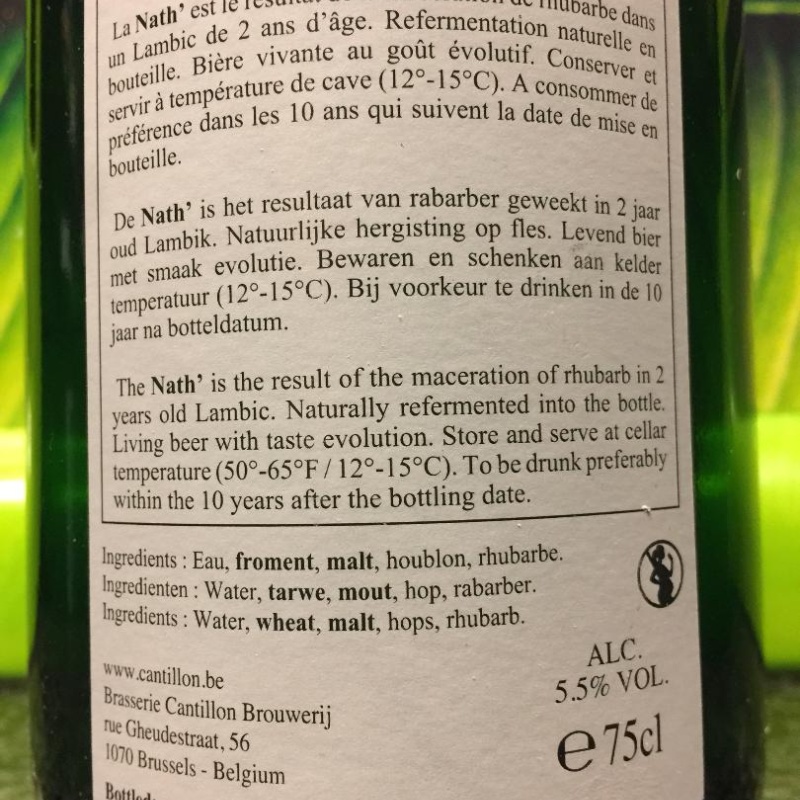 La Nath' est le de rhubarbe dans
un Lambic de 2 ans d'âge. Refermentation naturelle en
bouteille. Bière vivante au goût évolutif. Conserver et
servir à température de cave (12°-15°C). A consommer de
préférence dans les 10 ans qui suivent la date de mise en
bouteille.
De Nath' is het resultaat van rabarber geweekt in 2 jaar
oud Lambik. Natuurlijke hergisting op fles. Levend bier
met smaak evolutie. Bewaren en schenken aan kelder
temperatuur (12°-15°C). Bij voorkeur te drinken in de 10
jaar na botteldatum.
The Nath' is the result of the maceration of rhubarb in 2
years old Lambic. Naturally refermented into the bottle.
Living beer with taste evolution. Store and serve at cellar
temperature (50°-65°F / 12°-15°C). To be drunk preferably
within the 10 years after the bottling date.
Ingredients : Eau, froment, malt, houblon, rhubarbe.
Ingredienten : Water, tarwe, mout, hop, rabarber.
Ingredients : Water, wheat, malt, hops, rhubarb.
ALC.
5.5% VOL.
℮ 75cl
www.cantillon.be
Brasserie Cantillon Brouwerij
rue Gheudestraat, 56
1070 Brussels - Belgium